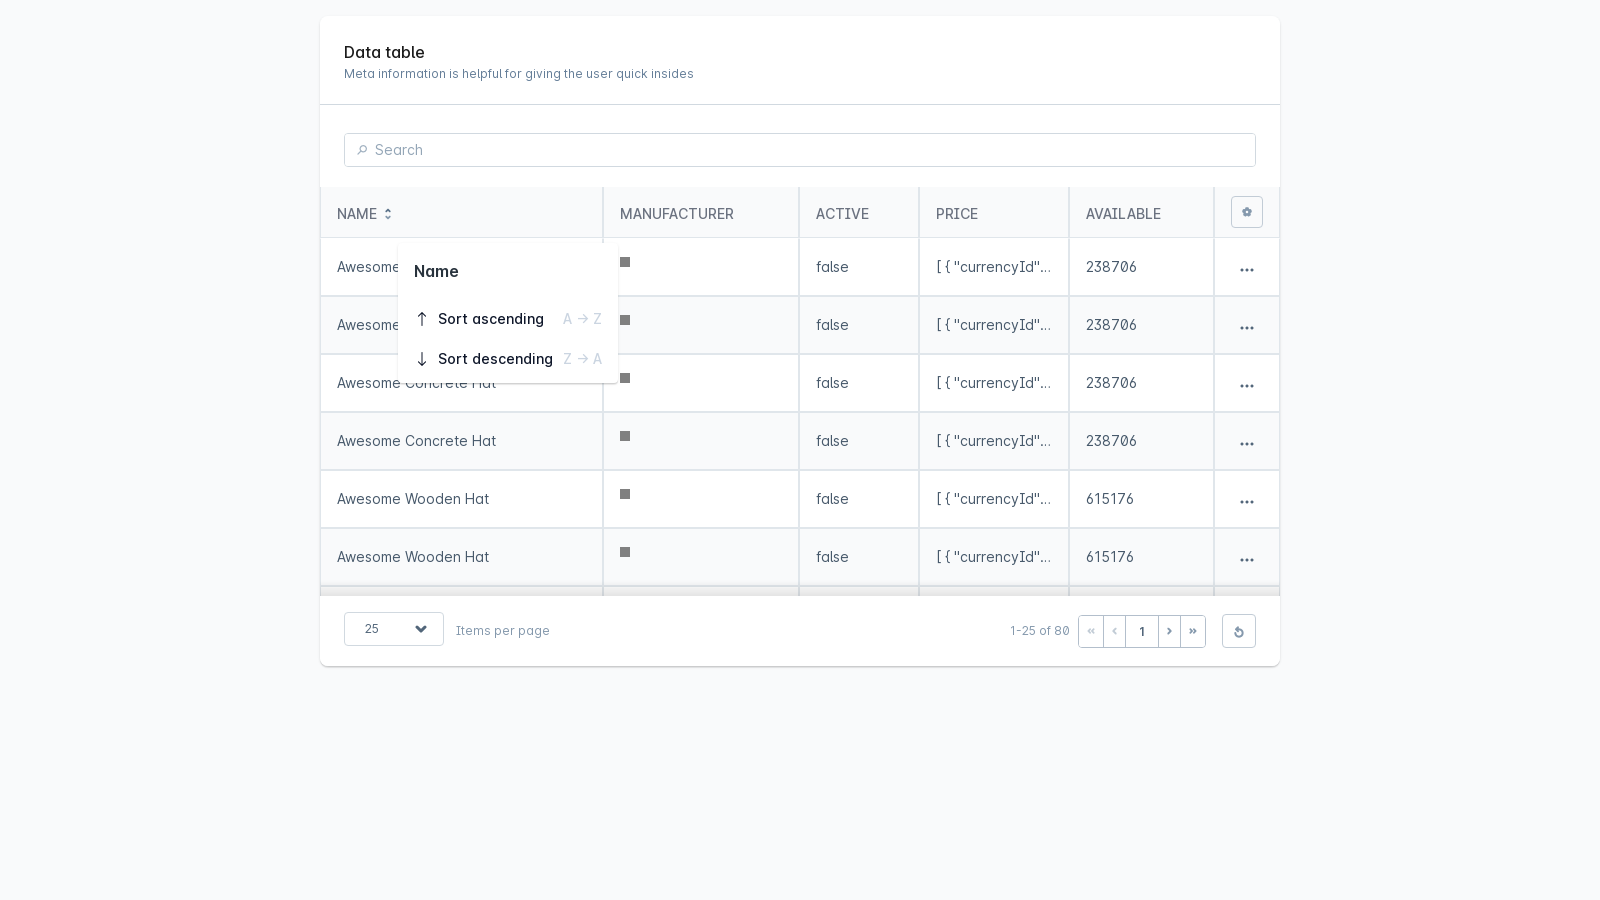 Data table
Meta information is helpful for giving the user quick insides
Search
NAME MANUFACTURER ACTIVE PRICE AVAILABLE
Awesome false [ { "currencyId"... 238706
Name
Sort ascending A → Z
Awesome false [ { "currencyId"... 238706
Sort descending Z → A
Awesome Concrete Hat false [ { "currencyId"... 238706
Awesome Concrete Hat false [ { "currencyId"... 238706
Awesome Wooden Hat false [ { "currencyId"... 615176
Awesome Wooden Hat false [ { "currencyId"... 615176
25 Items per page 1-25 of 80 « ‹ 1 › »